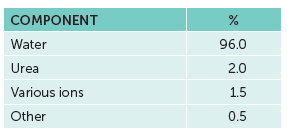 COMPONENT %
Water 96.0
Urea 2.0
Various ions 1.5
Other 0.5